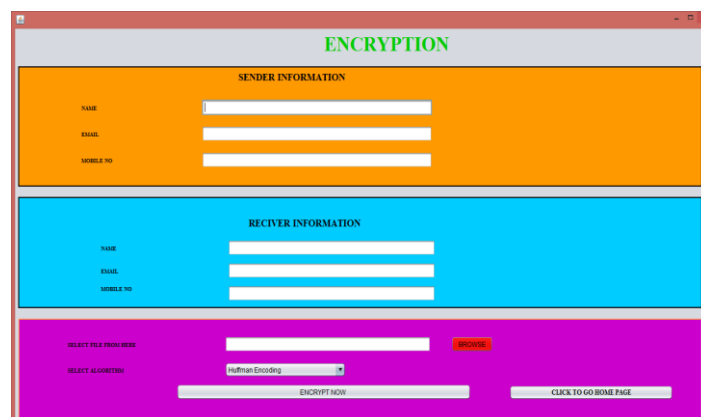 ENCRYPTION
SENDER INFORMATION
NAME
EMAIL
MOBILE NO
RECIVER INFORMATION
NAME
EMAIL
MOBILE NO
SELECT FILE FROM HERE
BROWSE
SELECT ALGORITHM
Huffman Encoding
ENCRYPT NOW
CLICK TO GO HOME PAGE